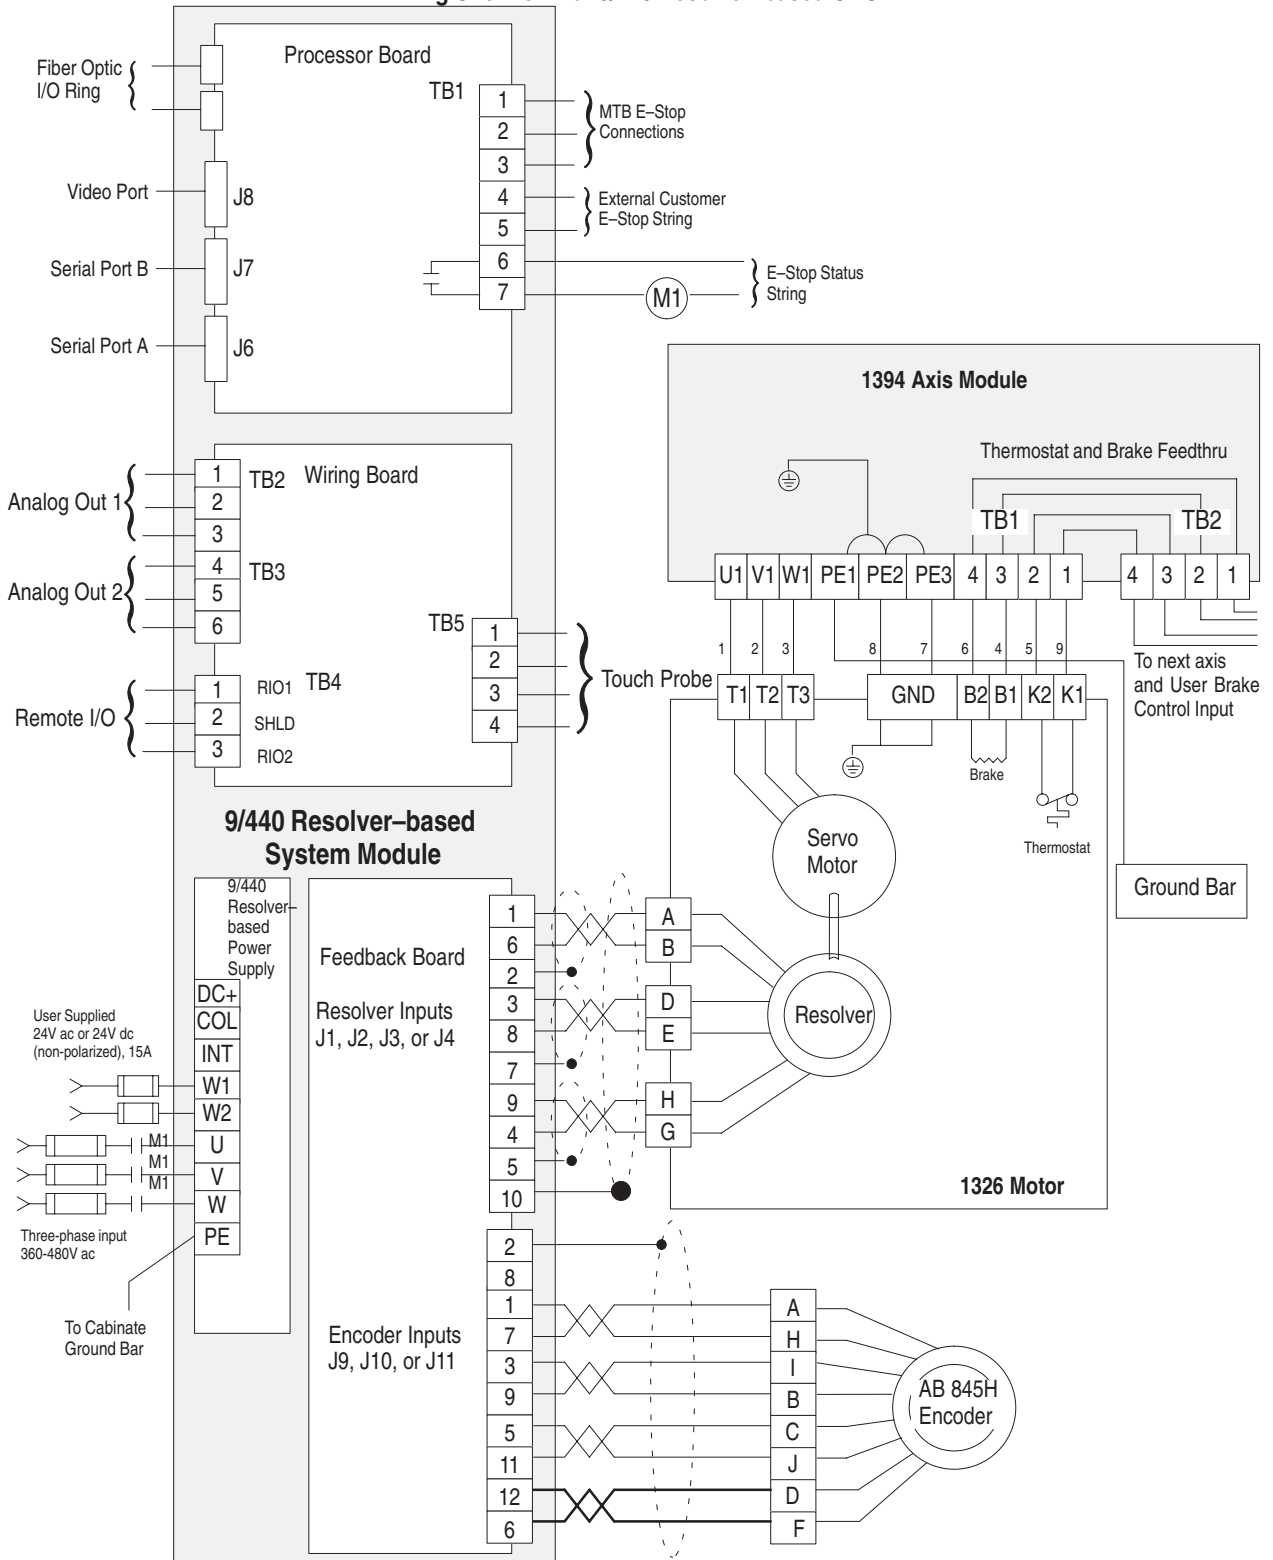 Processor Board
Fiber Optic
I/O Ring
TB1
1
2
3
4
5
6
7
MTB E–Stop
Connections
External Customer
E–Stop String
E–Stop Status
String
M1
Video Port
J8
Serial Port B
J7
Serial Port A
J6
1394 Axis Module
Thermostat and Brake Feedthru
TB1
TB2
U1 V1 W1 PE1 PE2 PE3 4 3 2 1
4 3 2 1
1 2 3 8 7 6 4 5 9
To next axis
and User Brake
Control Input
T1 T2 T3 GND B2 B1 K2 K1
Brake
Thermostat
Servo
Motor
Ground Bar
Resolver
1326 Motor
Wiring Board
Analog Out 1
1
2
3
TB2
Analog Out 2
4
5
6
TB3
Remote I/O
1 RIO1
2 SHLD
3 RIO2
TB4
TB5
1
2
3
4
Touch Probe
9/440 Resolver–based
System Module
9/440
Resolver–
based
Power
Supply
DC+
COL
INT
W1
W2
U
V
W
PE
User Supplied
24V ac or 24V dc
(non-polarized), 15A
M1
M1
M1
Three-phase input
360-480V ac
To Cabinate
Ground Bar
Feedback Board
Resolver Inputs
J1, J2, J3, or J4
1
6
2
3
8
7
9
4
5
10
A
B
D
E
H
G
Encoder Inputs
J9, J10, or J11
2
8
1
7
3
9
5
11
12
6
A
H
I
B
C
J
D
F
AB 845H
Encoder